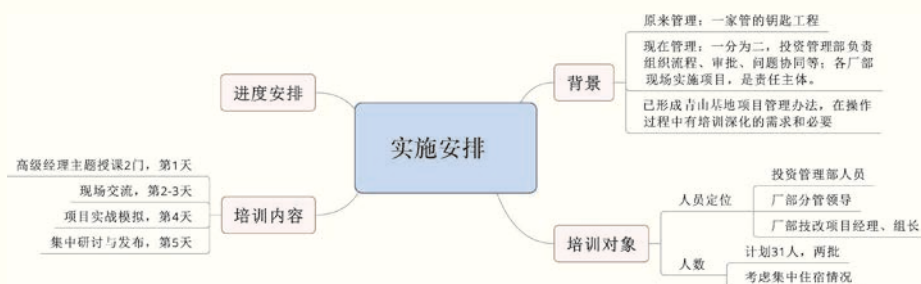 实施安排
背景
原来管理：一家管的钥匙工程
现在管理：一分为二，投资管理部负责
组织流程、审批、问题协同等；各厂部
现场实施项目，是责任主体。
已形成青山基地项目管理办法，在操作
过程中有培训深化的需求和必要
培训对象
人员定位
投资管理部人员
厂部分管领导
厂部技改项目经理、组长
人数
计划31人，两批
考虑集中住宿情况
进度安排
培训内容
高级经理主题授课2门，第1天
现场交流，第2-3天
项目实战模拟，第4天
集中研讨与发布，第5天